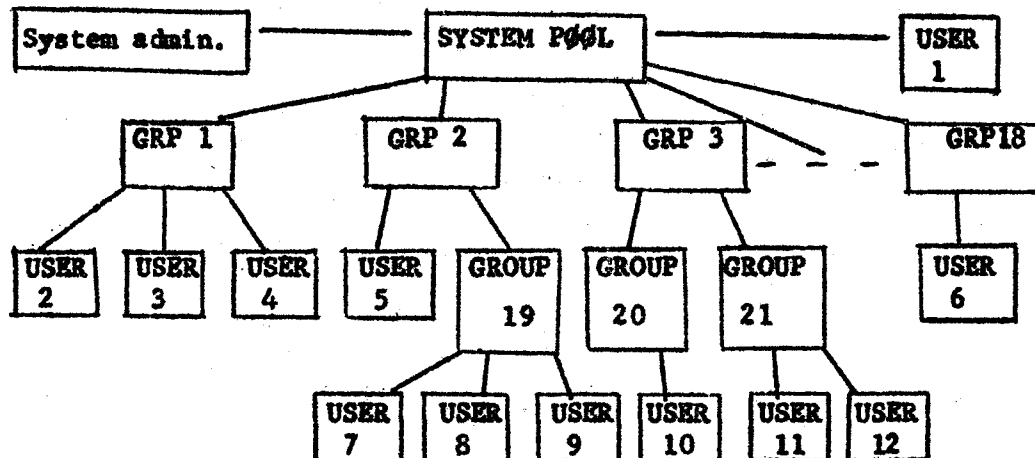 System admin.
SYSTEM PØØL
USER
1
GRP 1
GRP 2
GRP 3
GRP18
USER
2
USER
3
USER
4
USER
5
GROUP
19
GROUP
20
GROUP
21
USER
6
USER
7
USER
8
USER
9
USER
10
USER
11
USER
12